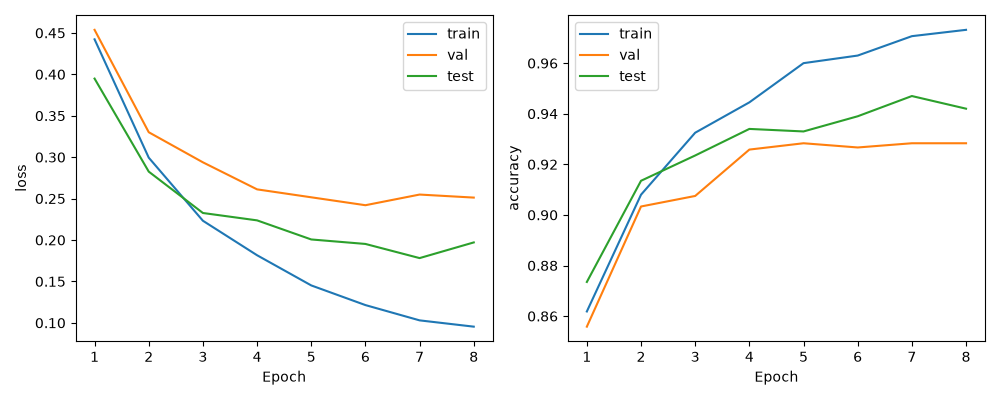 0.45
0.40
0.35
0.30
0.25
0.20
0.15
0.10
loss
train
val
test
1 2 3 4 5 6 7 8
Epoch
0.96
0.94
0.92
0.90
0.88
0.86
accuracy
train
val
test
1 2 3 4 5 6 7 8
Epoch